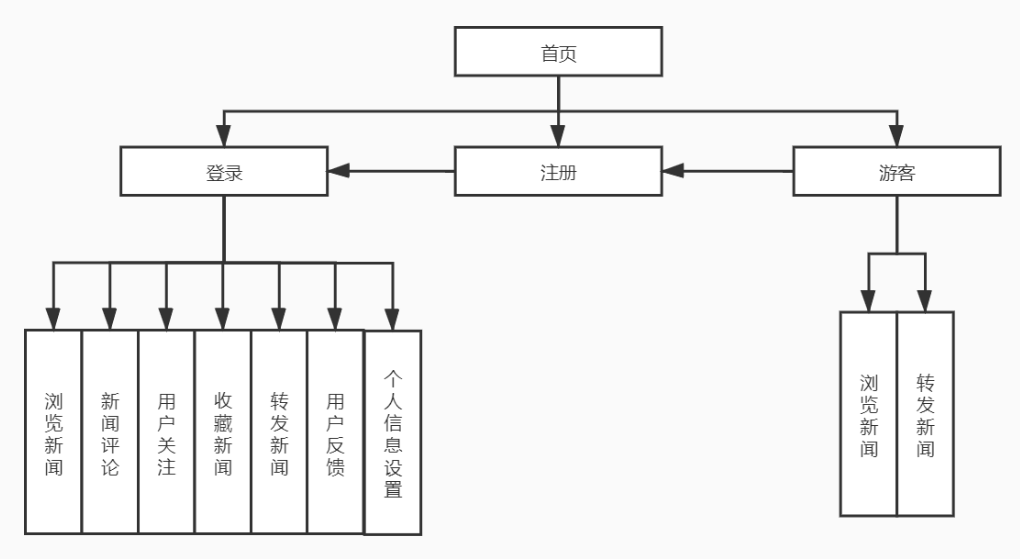 首页
登录
注册
游客
浏览新闻
新闻评论
用户关注
收藏新闻
转发新闻
用户反馈
个人信息设置
浏览新闻
转发新闻